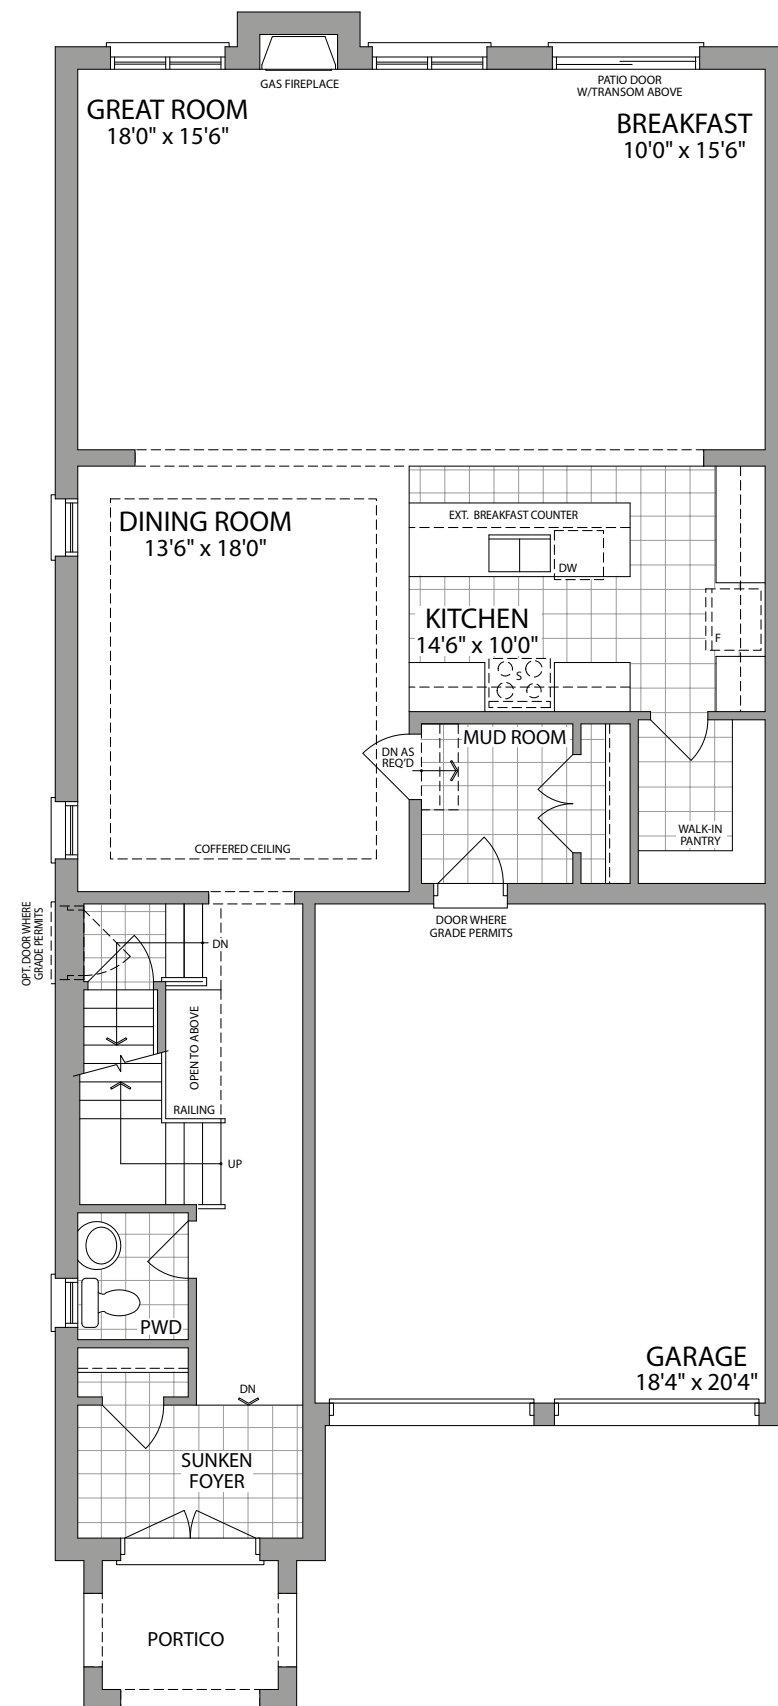 GAS FIREPLACE
PATIO DOOR
W/TRANSOM ABOVE
GREAT ROOM
18'0" x 15'6"
BREAKFAST
10'0" x 15'6"
DINING ROOM
13'6" x 18'0"
EXT. BREAKFAST COUNTER
DW
KITCHEN
14'6" x 10'0"
F
S
MUD ROOM
DN AS
REQ'D
WALK-IN
PANTRY
COFFERED CEILING
DOOR WHERE
GRADE PERMITS
OPT. DOOR WHERE
GRADE PERMITS
DN
OPEN TO ABOVE
RAILING
UP
PWD
GARAGE
18'4" x 20'4"
DN
SUNKEN
FOYER
PORTICO